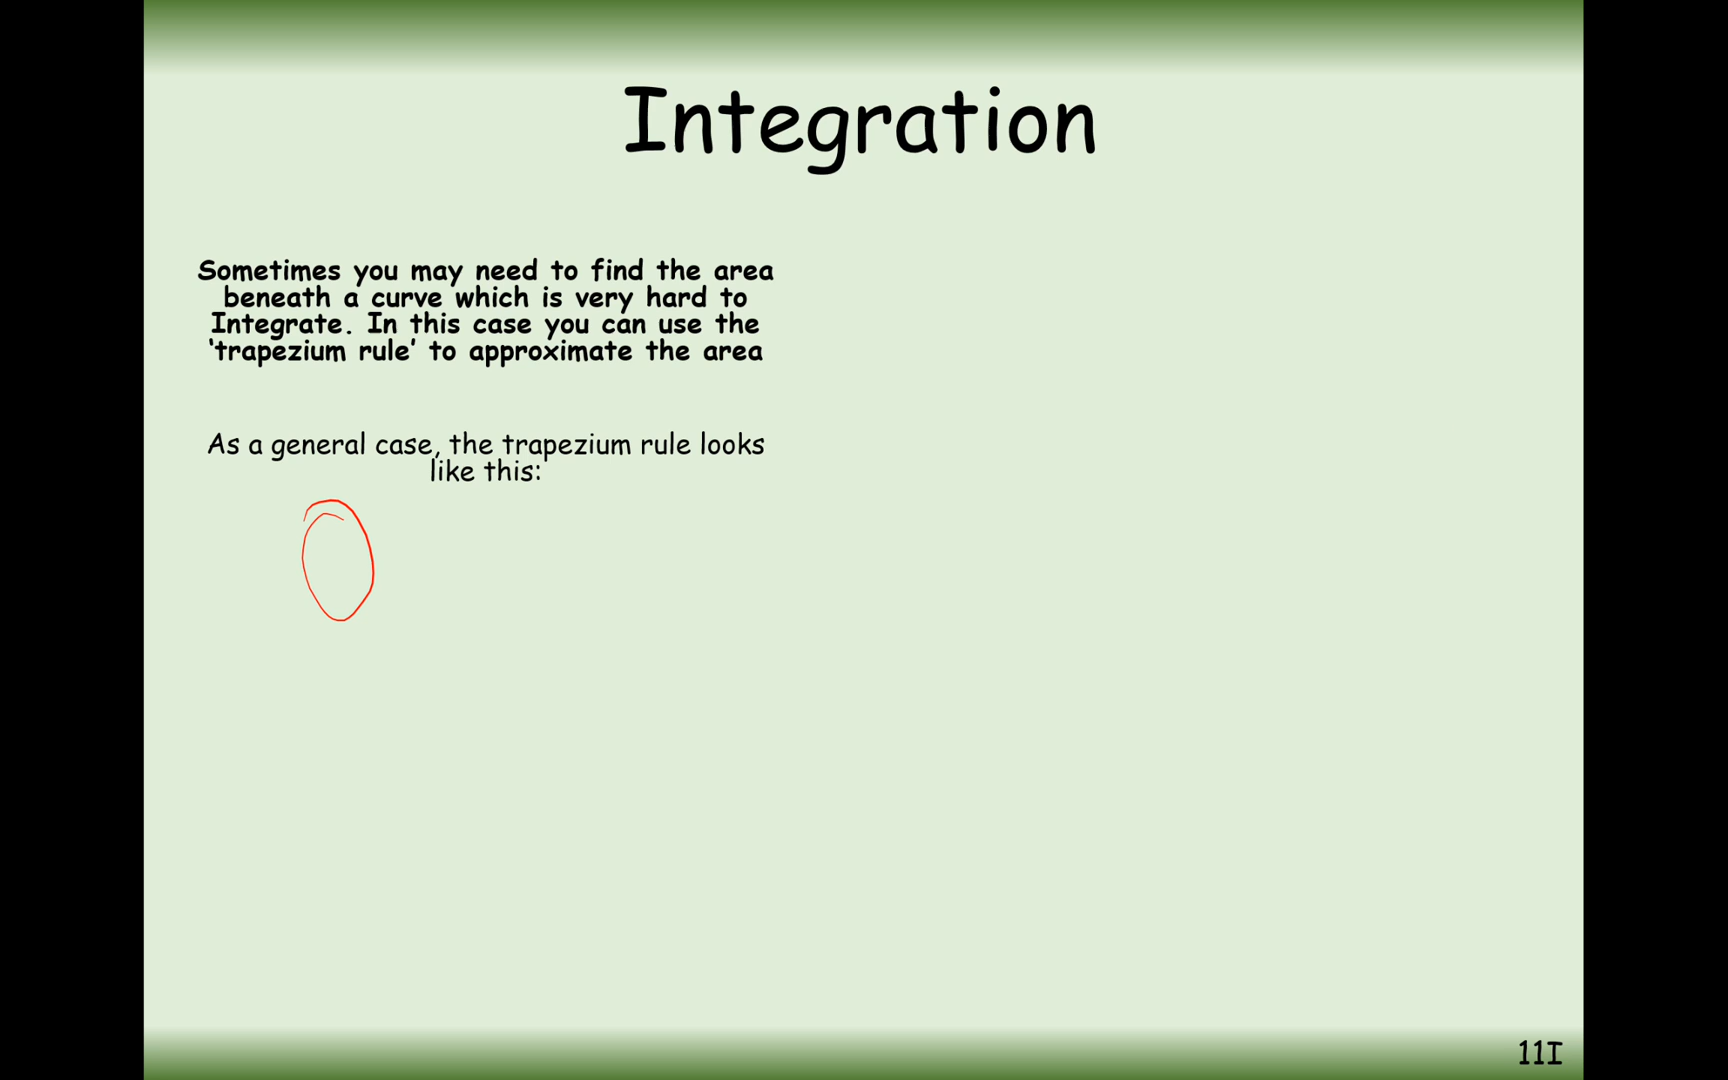 Integration
Sometimes you may need to find the area
beneath a curve which is very hard to
Integrate. In this case you can use the
‘trapezium rule’ to approximate the area
As a general case, the trapezium rule looks
like this:
11I